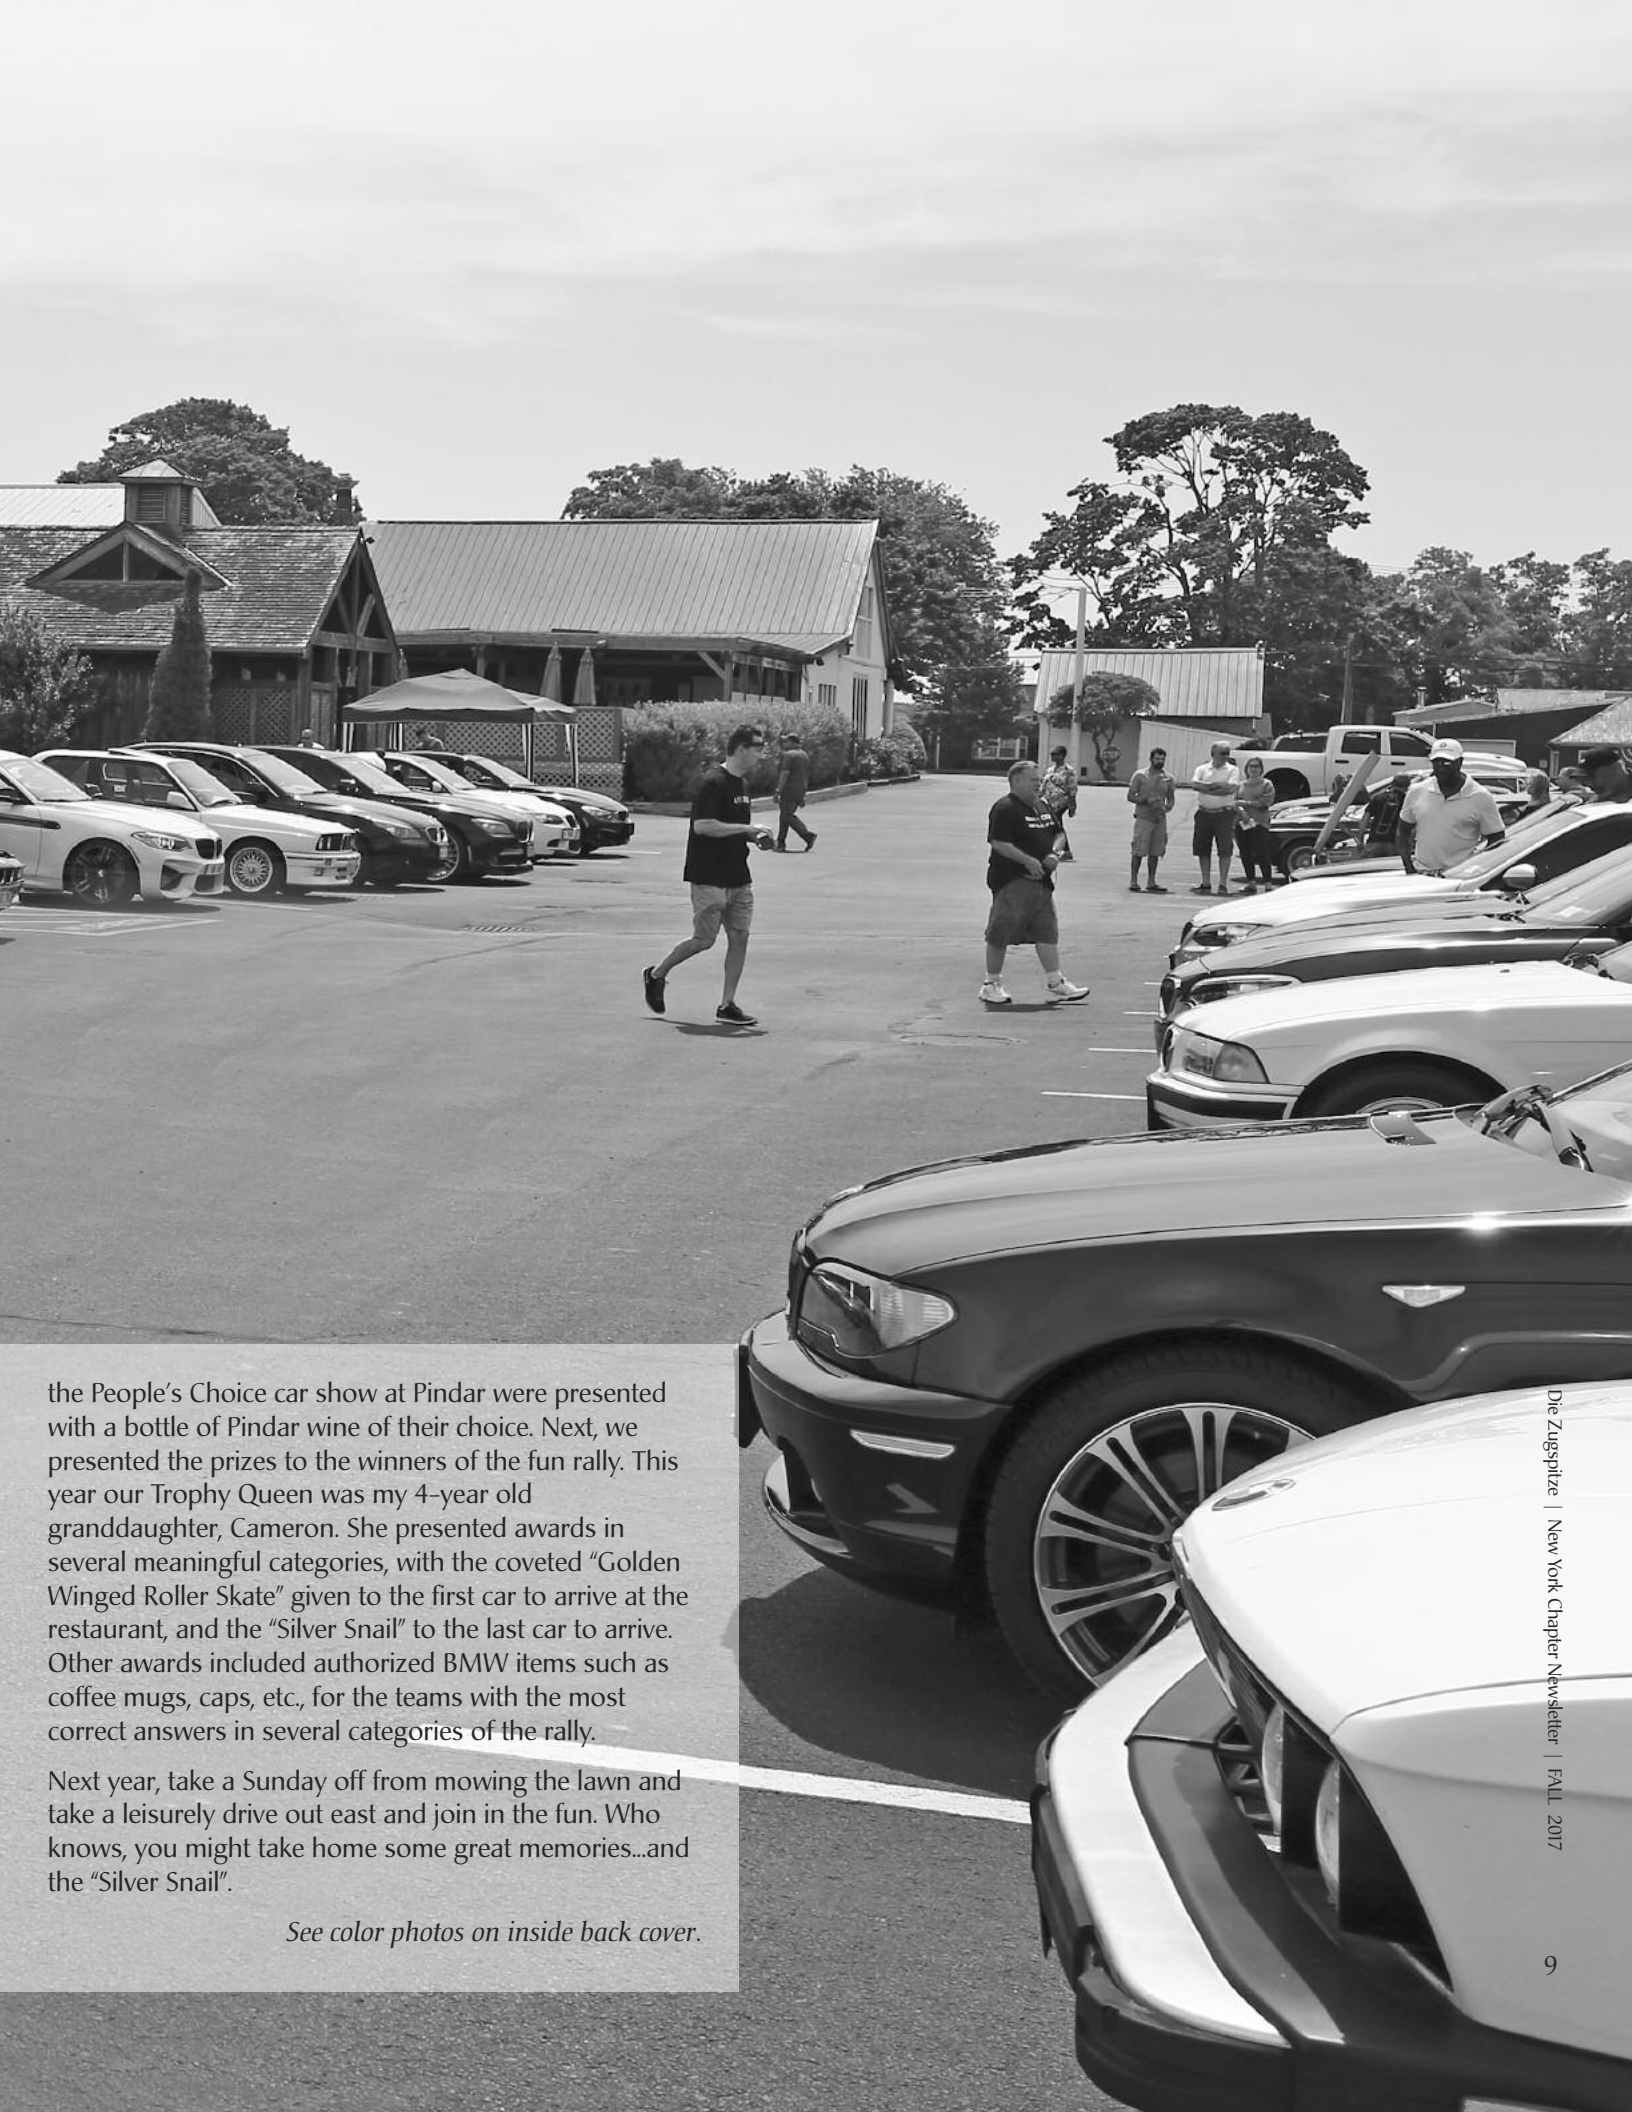 the People’s Choice car show at Pindar were presented
with a bottle of Pindar wine of their choice. Next, we
presented the prizes to the winners of the fun rally. This
year our Trophy Queen was my 4–year old
granddaughter, Cameron. She presented awards in
several meaningful categories, with the coveted “Golden
Winged Roller Skate” given to the first car to arrive at the
restaurant, and the “Silver Snail” to the last car to arrive.
Other awards included authorized BMW items such as
coffee mugs, caps, etc., for the teams with the most
correct answers in several categories of the rally.
Next year, take a Sunday off from mowing the lawn and
take a leisurely drive out east and join in the fun. Who
knows, you might take home some great memories...and
the “Silver Snail”.
See color photos on inside back cover.
Die Zugspitze | New York Chapter Newsletter | FALL 2017
9